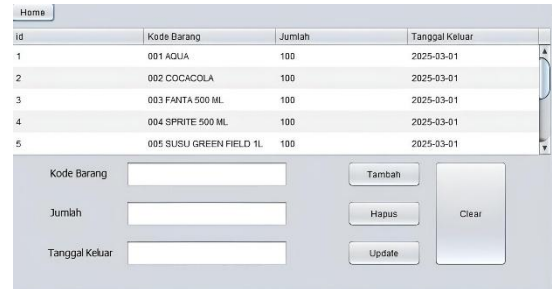 Home
id Kode Barang Jumlah Tanggal Keluar
1 001 AQUA 100 2025-03-01
2 002 COCACOLA 100 2025-03-01
3 003 FANTA 500 ML 100 2025-03-01
4 004 SPRITE 500 ML 100 2025-03-01
5 005 SUSU GREEN FIELD 1L 100 2025-03-01
Kode Barang Tambah
Jumlah Hapus Clear
Tanggal Keluar Update